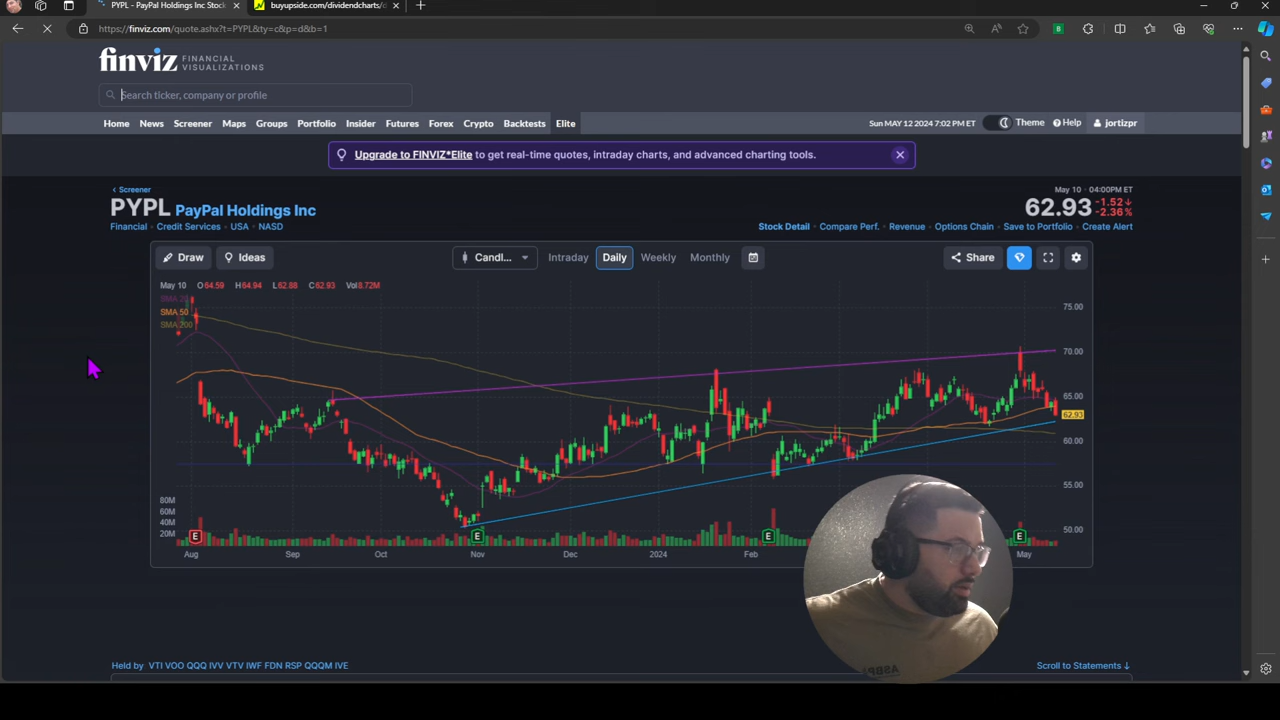 PYPL - PayPal Holdings Inc Stoc
buyupside.com/dividendcharts/d
https://finviz.com/quote.ashx?t=PYPL&ty=c&p=d&b=1
finviz FINANCIAL VISUALIZATIONS
Search ticker, company or profile
Home News Screener Maps Groups Portfolio Insider Futures Forex Crypto Backtests Elite
Sun MAY 12 2024 7:02 PM ET Theme Help jortizpr
Upgrade to FINVIZ*Elite to get real-time quotes, intraday charts, and advanced charting tools.
Screener
May 10 · 04:00PM ET
PYPL PayPal Holdings Inc
62.93 -1.52
-2.36%
Financial · Credit Services · USA · NASD
Stock Detail · Compare Perf. · Revenue · Options Chain · Save to Portfolio · Create Alert
Draw Ideas Candl... Intraday Daily Weekly Monthly Share
May 10 O64.59 H64.94 L62.88 C62.93 Vol8.72M
SMA 20
SMA 50
SMA 200
75.00
70.00
65.00
62.93
60.00
55.00
50.00
80M
60M
40M
20M
E E E E
Aug Sep Oct Nov Dec 2024 Feb May
Held by VTI VOO QQQ IVV VTV IWF FDN RSP QQQM IVE
Scroll to Statements ↓